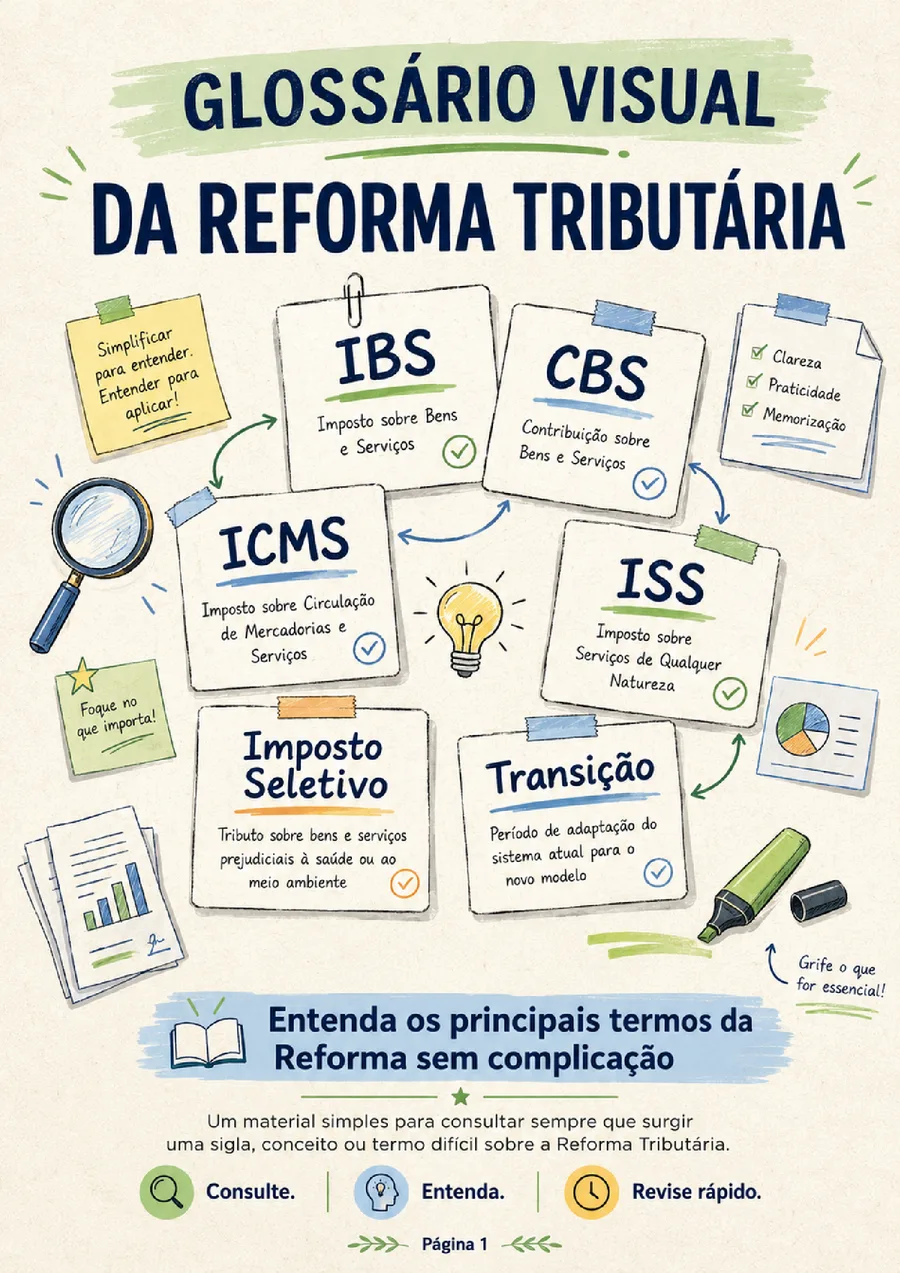 GLOSSÁRIO VISUAL
DA REFORMA TRIBUTÁRIA
Simplificar
para entender.
Entender para
aplicar!
IBS
Imposto sobre Bens
e Serviços
CBS
Contribuição sobre
Bens e Serviços
Clareza
Praticidade
Memorização
ICMS
Imposto sobre Circulação
de Mercadorias e
Serviços
ISS
Imposto sobre
Serviços de Qualquer
Natureza
Foque no
que importa!
Imposto
Seletivo
Tributo sobre bens e serviços
prejudiciais à saúde ou ao
meio ambiente
Transição
Período de adaptação do
sistema atual para o
novo modelo
Grife o que
for essencial!
Entenda os principais termos da
Reforma sem complicação
Um material simples para consultar sempre que surgir
uma sigla, conceito ou termo difícil sobre a Reforma Tributária.
Consulte.
Entenda.
Revise rápido.
Página 1